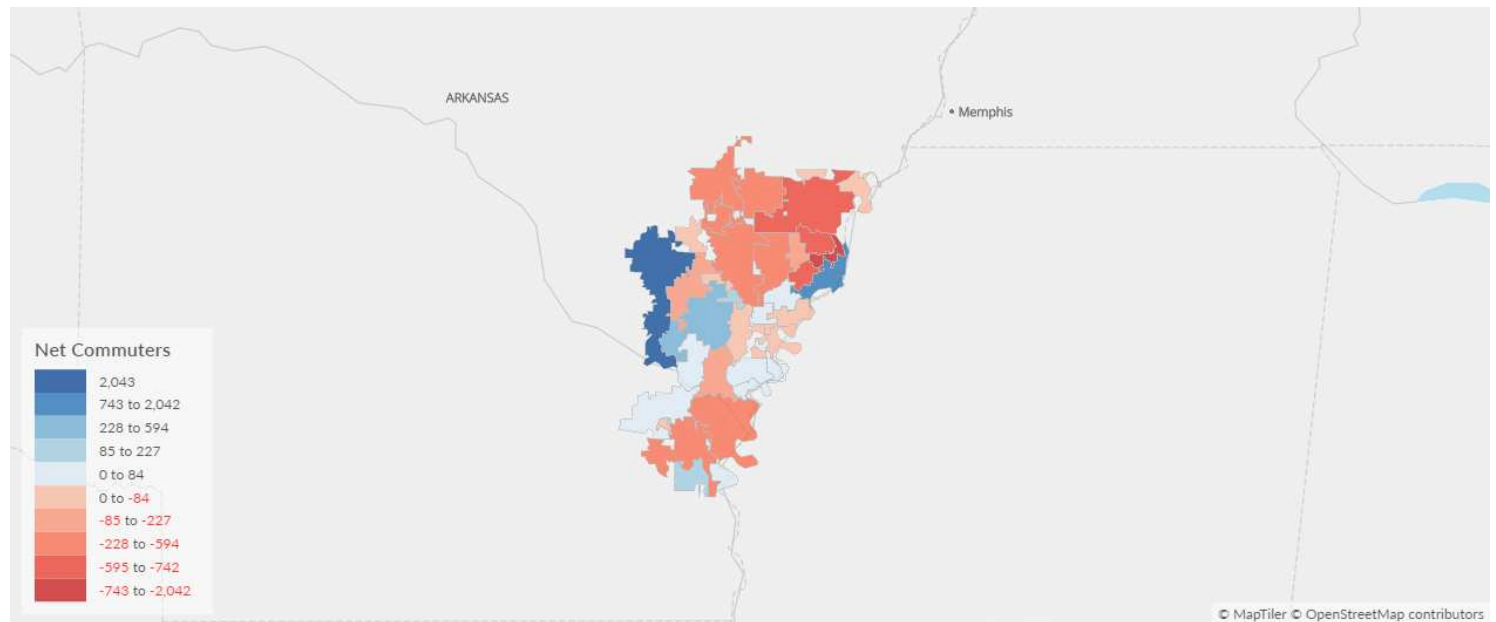 ARKANSAS
Memphis
Net Commuters
2,043
743 to 2,042
228 to 594
85 to 227
0 to 84
0 to -84
-85 to -227
-228 to -594
-595 to -742
-743 to -2,042
© MapTiler © OpenStreetMap contributors